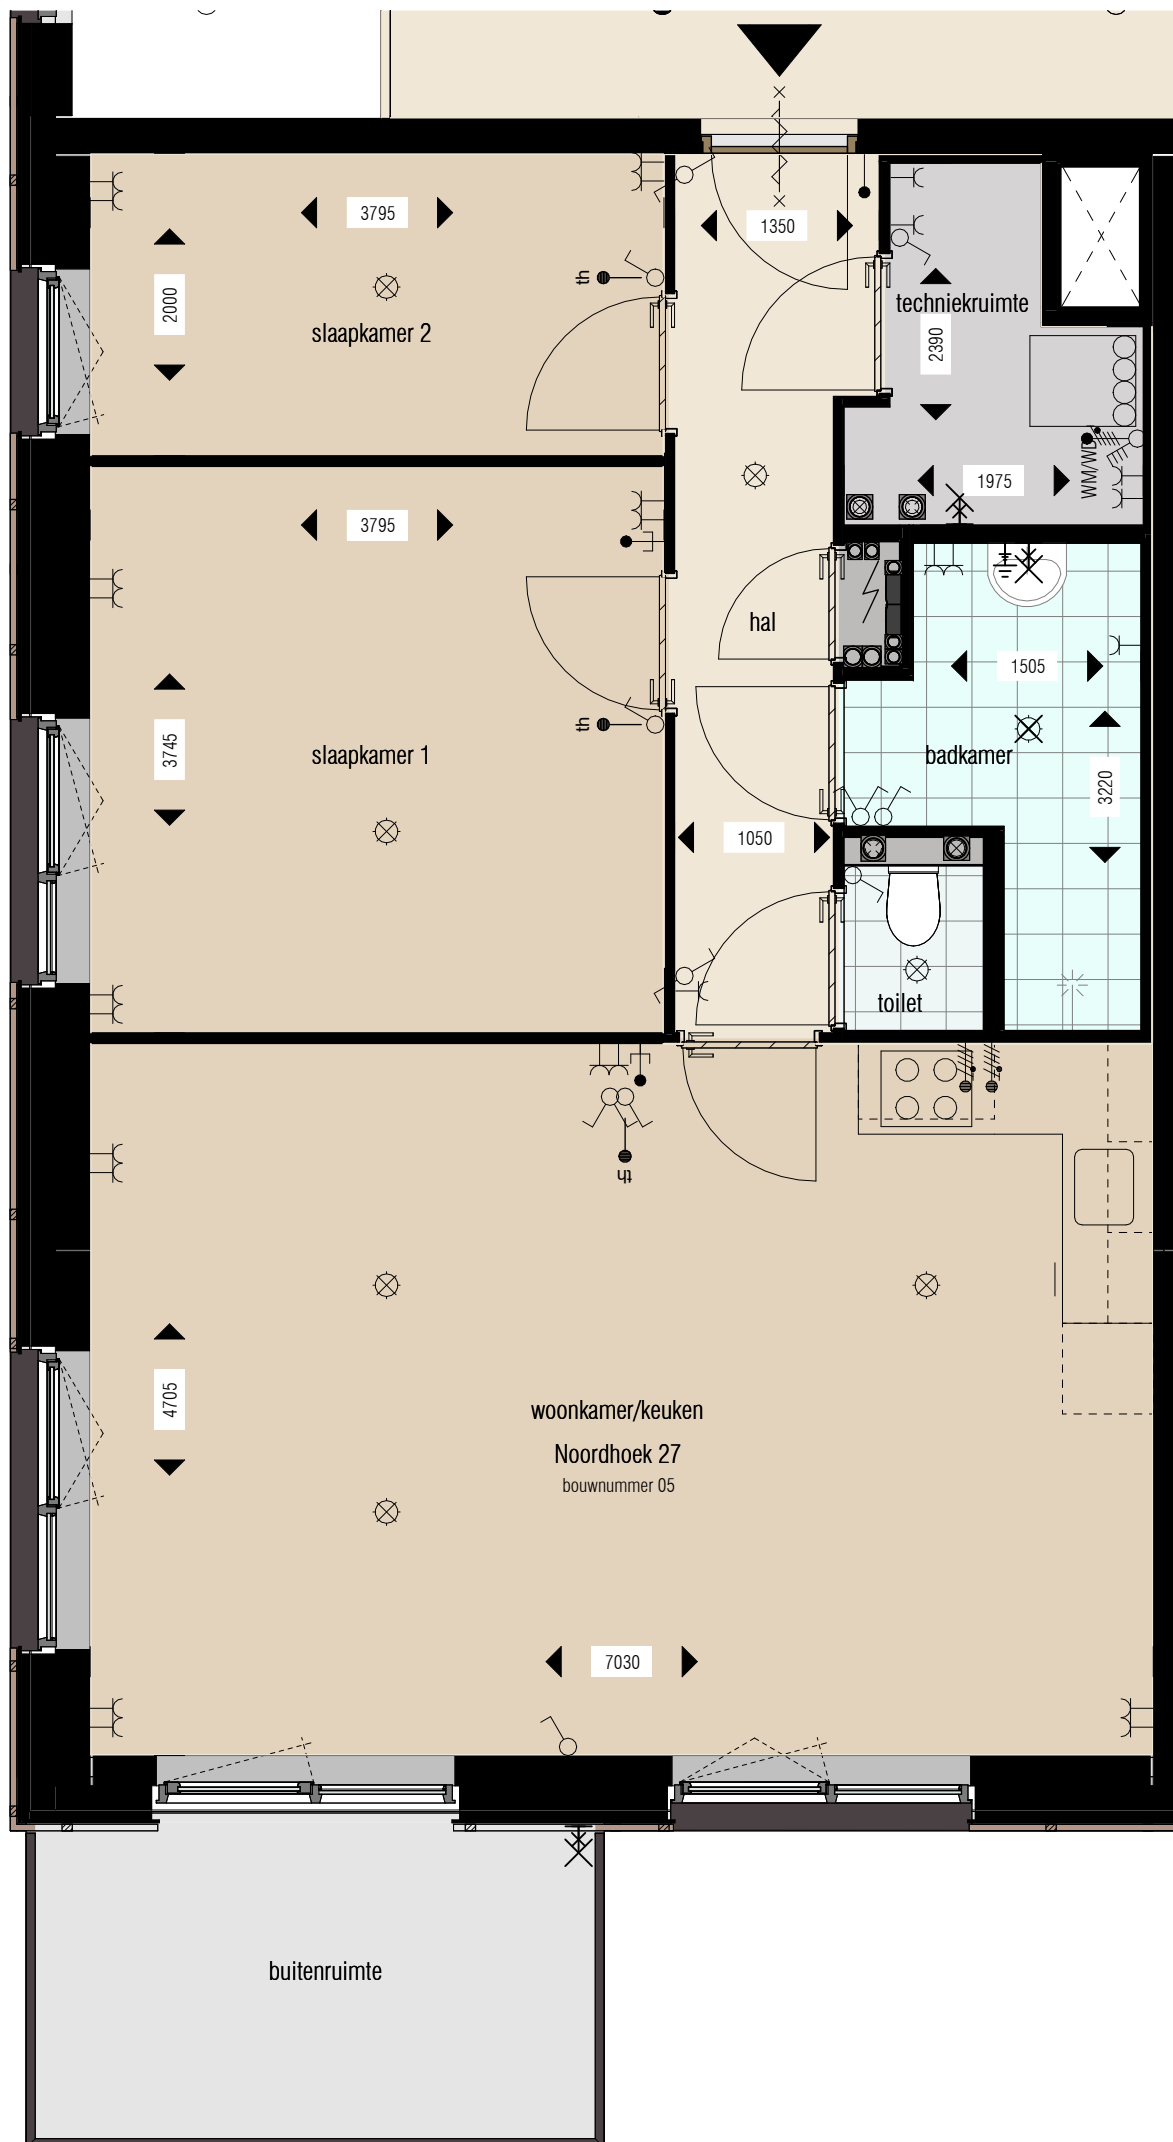 3795
1350
2000
th
techniekruimte
slaapkamer 2
2390
3795
1975
WM/WD
hal
1505
th
3745
slaapkamer 1
badkamer
3220
1050
toilet
th
4705
woonkamer/keuken
Noordhoek 27
bouwnummer 05
7030
buitenruimte